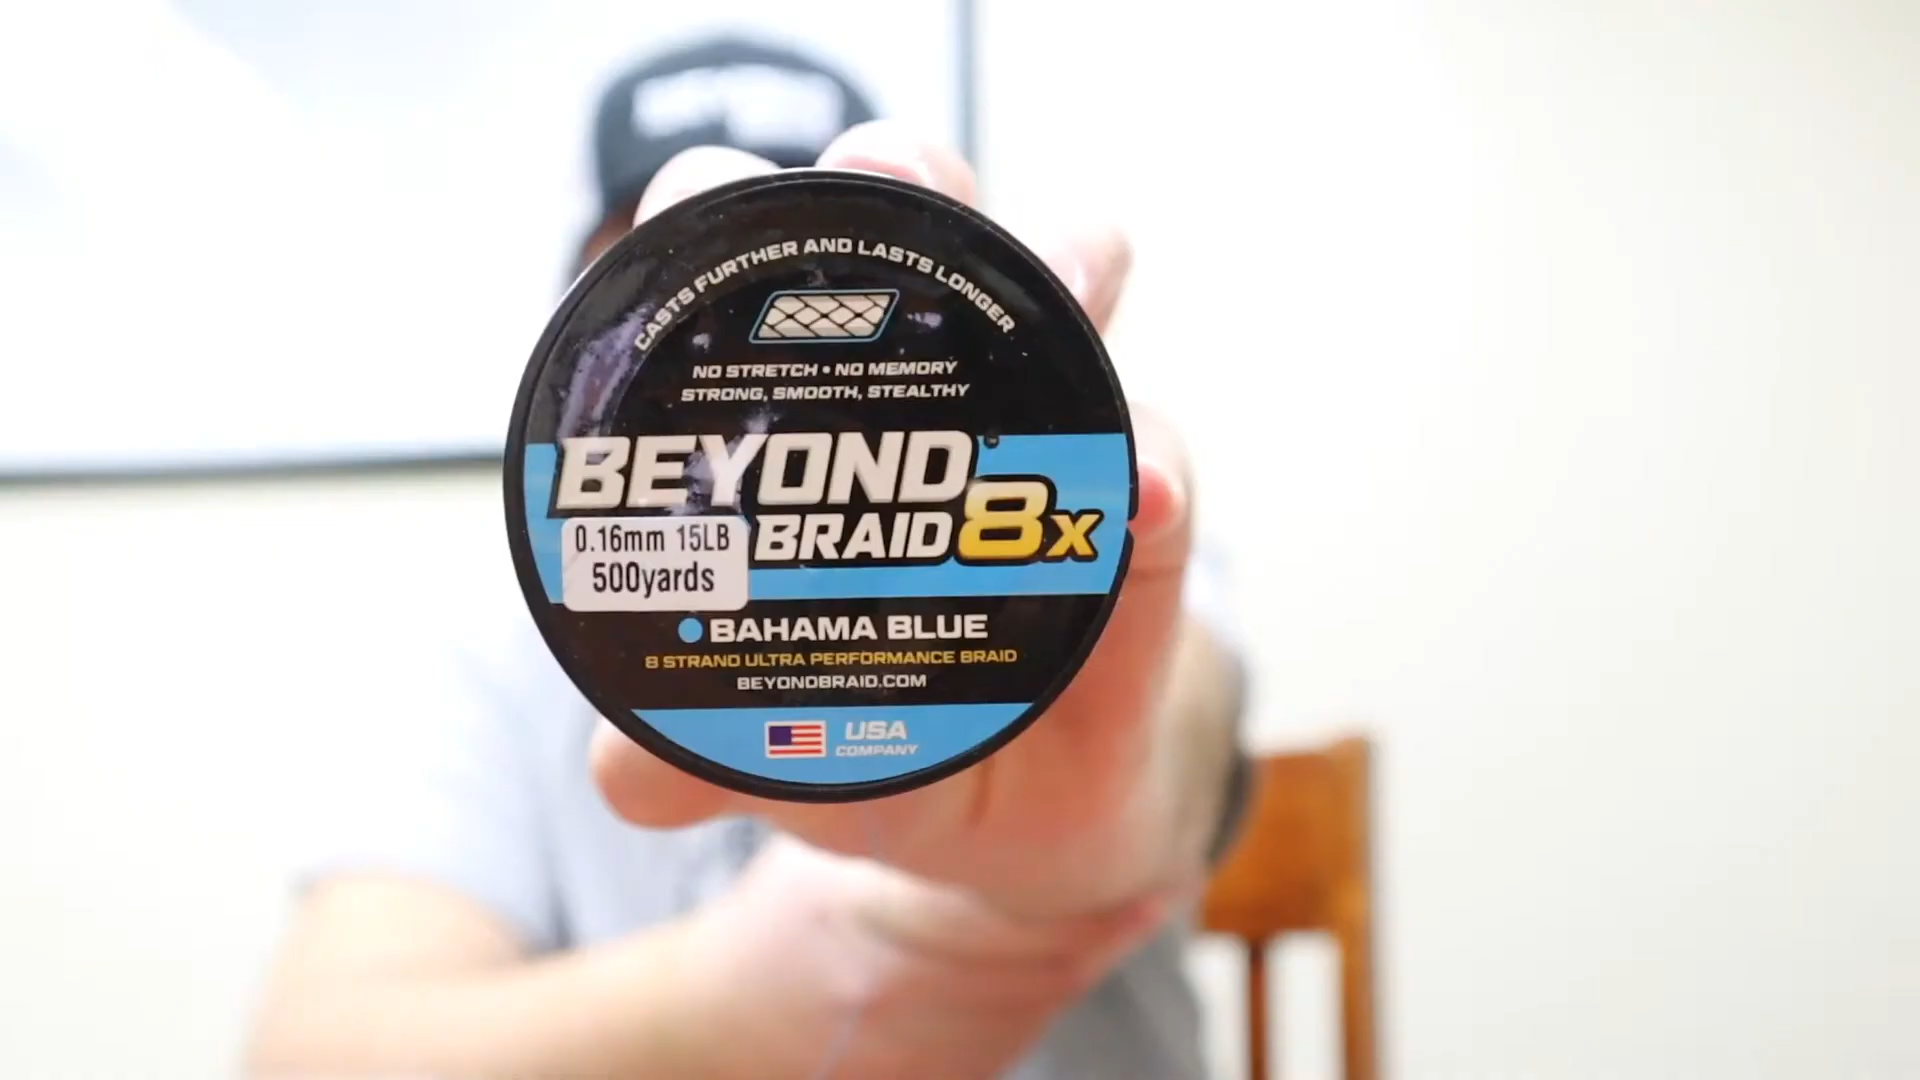 CASTS FURTHER AND LASTS LONGER
NO STRETCH • NO MEMORY
STRONG, SMOOTH, STEALTHY
BEYOND™
BRAID 8X
0.16mm 15LB
500yards
BAHAMA BLUE
8 STRAND ULTRA PERFORMANCE BRAID
BEYONDBRAID.COM
USA
COMPANY